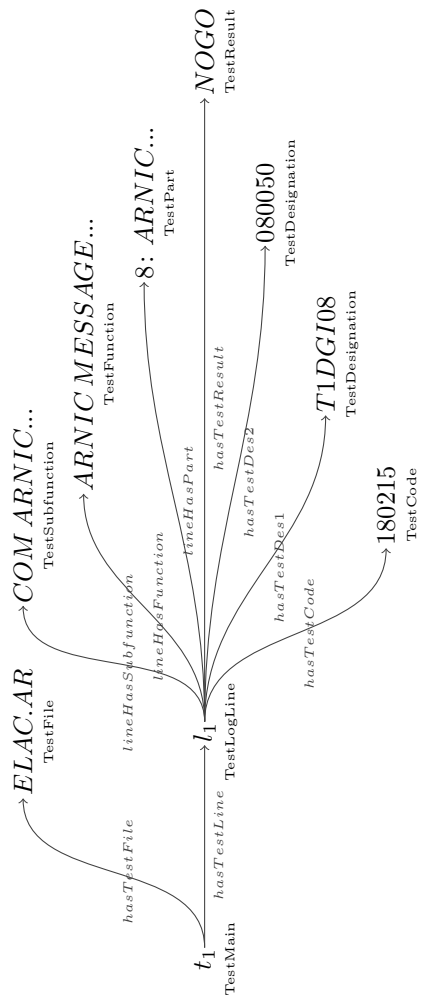 ELAC.AR
TestFile
COM ARNIC...
TestSubfunction
ARNIC MESSAGE...
TestFunction
8: ARNIC...
TestPart
NOGO
TestResult
080050
TestDesignation
T1DGI08
TestDesignation
180215
TestCode
t1
TestMain
l1
TestLogLine
hasTestFile
hasTestLine
lineHasSubfunction
lineHasFunction
lineHasPart
hasTestResult
hasTestDes2
hasTestDes1
hasTestCode